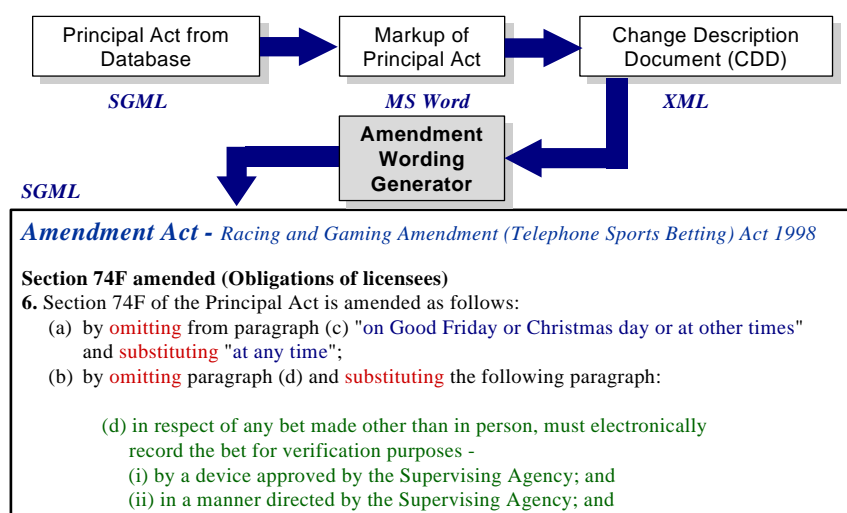 Principal Act from
Database
Markup of
Principal Act
Change Description
Document (CDD)
SGML
MS Word
XML
Amendment
Wording
Generator
SGML
Amendment Act - Racing and Gaming Amendment (Telephone Sports Betting) Act 1998
Section 74F amended (Obligations of licensees)
6. Section 74F of the Principal Act is amended as follows:
(a) by omitting from paragraph (c) "on Good Friday or Christmas day or at other times"
and substituting "at any time";
(b) by omitting paragraph (d) and substituting the following paragraph:
(d) in respect of any bet made other than in person, must electronically
record the bet for verification purposes -
(i) by a device approved by the Supervising Agency; and
(ii) in a manner directed by the Supervising Agency; and